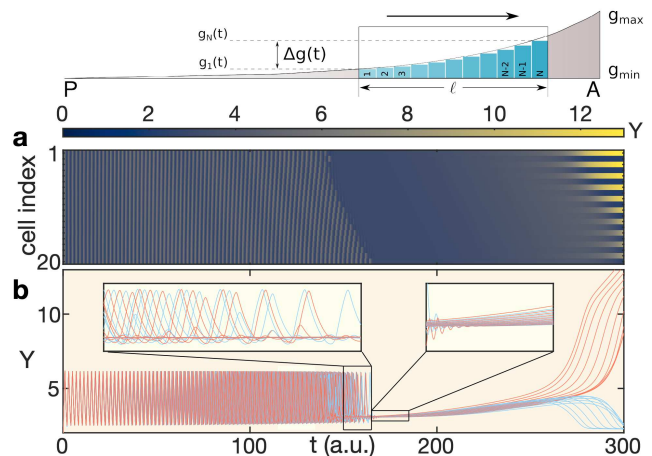 g_max
g_N(t)
Δg(t)
g_1(t)
1 2 3 N-2 N-1 N
g_min
P ℓ A
0 2 4 6 8 10 12 Y
a
1
cell index
20
b
10
Y
5
0 100 t (a.u.) 200 300